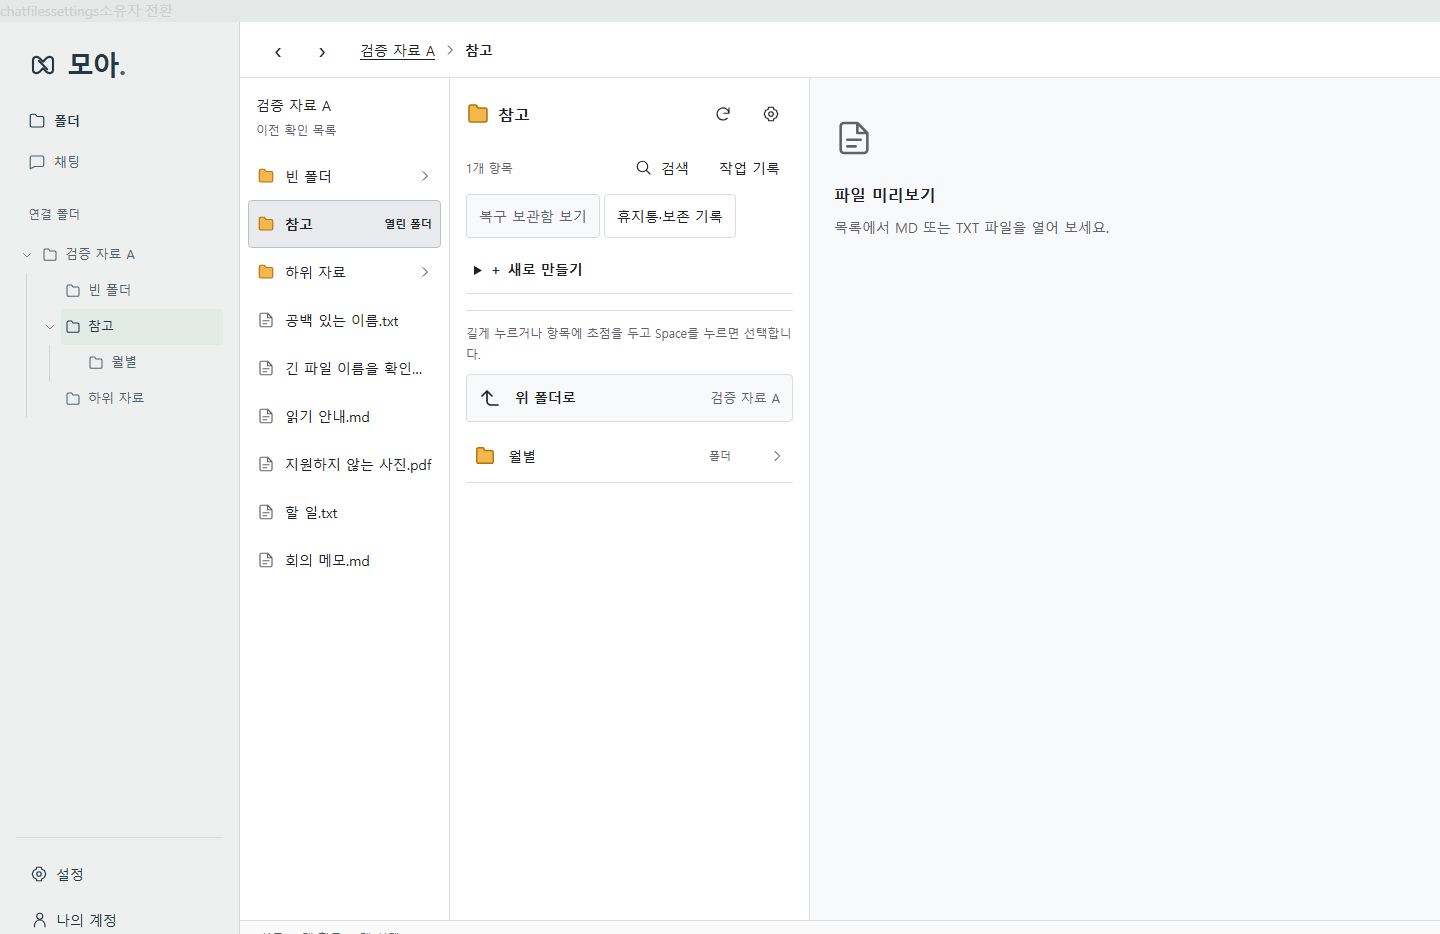 chatfilessettings소유자 전환
모아.
폴더
채팅
연결 폴더
검증 자료 A
빈 폴더
참고
월별
하위 자료
설정
나의 계정
검증 자료 A > 참고
검증 자료 A
이전 확인 목록
빈 폴더
참고 열린 폴더
하위 자료
공백 있는 이름.txt
긴 파일 이름을 확인...
읽기 안내.md
지원하지 않는 사진.pdf
할 일.txt
회의 메모.md
참고
1개 항목 검색 작업 기록
복구 보관함 보기 휴지통·보존 기록
+ 새로 만들기
길게 누르거나 항목에 초점을 두고 Space를 누르면 선택합니
다.
위 폴더로 검증 자료 A
월별 폴더
파일 미리보기
목록에서 MD 또는 TXT 파일을 열어 보세요.